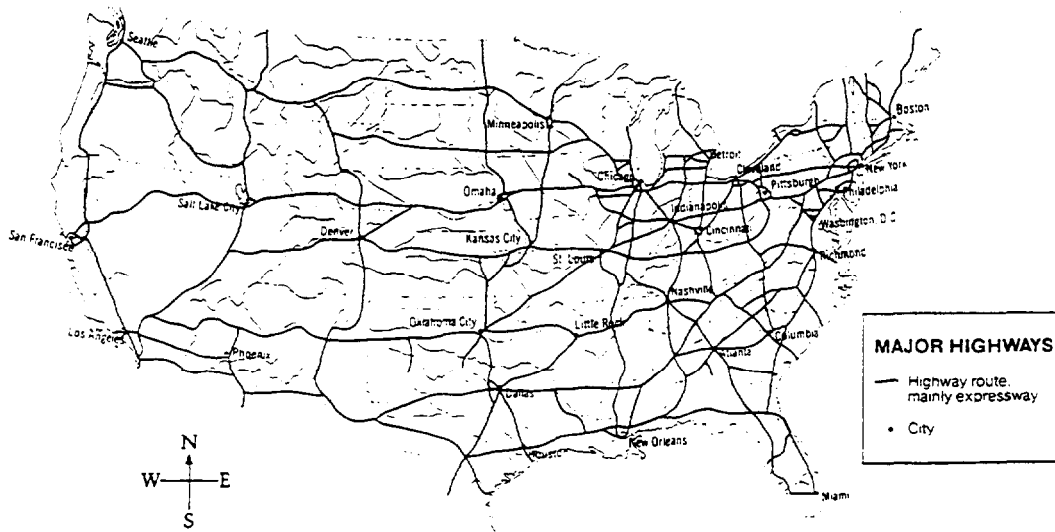 Seattle
Minneapolis
Boston
Detroit
Chicago
Cleveland
New York
Pittsburgh
Omaha
Philadelphia
Salt Lake City
Indianapolis
Washington, D.C.
Denver
Kansas City
Cincinnati
San Francisco
St. Louis
Richmond
Nashville
Los Angeles
Oklahoma City
Little Rock
Columbia
Phoenix
Atlanta
Dallas
New Orleans
Miami
MAJOR HIGHWAYS
Highway route,
mainly expressway
City
N
W E
S